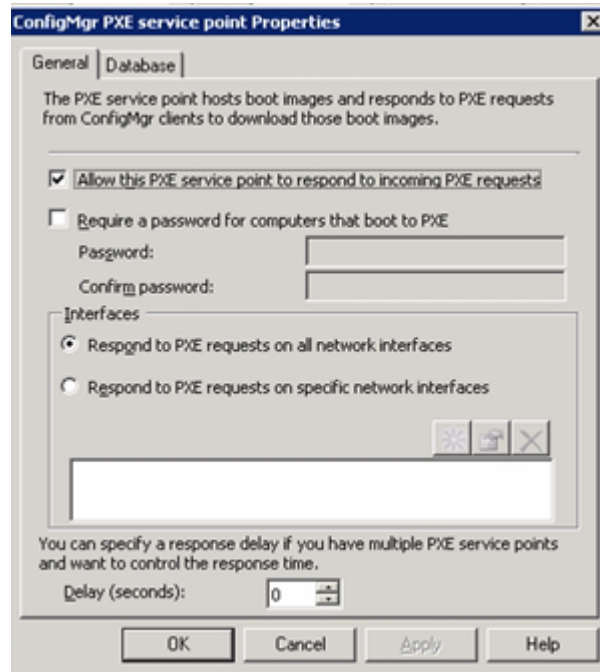 ConfigMgr PXE service point Properties
General Database
The PXE service point hosts boot images and responds to PXE requests
from ConfigMgr clients to download those boot images.
Allow this PXE service point to respond to incoming PXE requests
Require a password for computers that boot to PXE
Password:
Confirm password:
Interfaces
Respond to PXE requests on all network interfaces
Respond to PXE requests on specific network interfaces
You can specify a response delay if you have multiple PXE service points
and want to control the response time.
Delay (seconds): 0
OK Cancel Apply Help